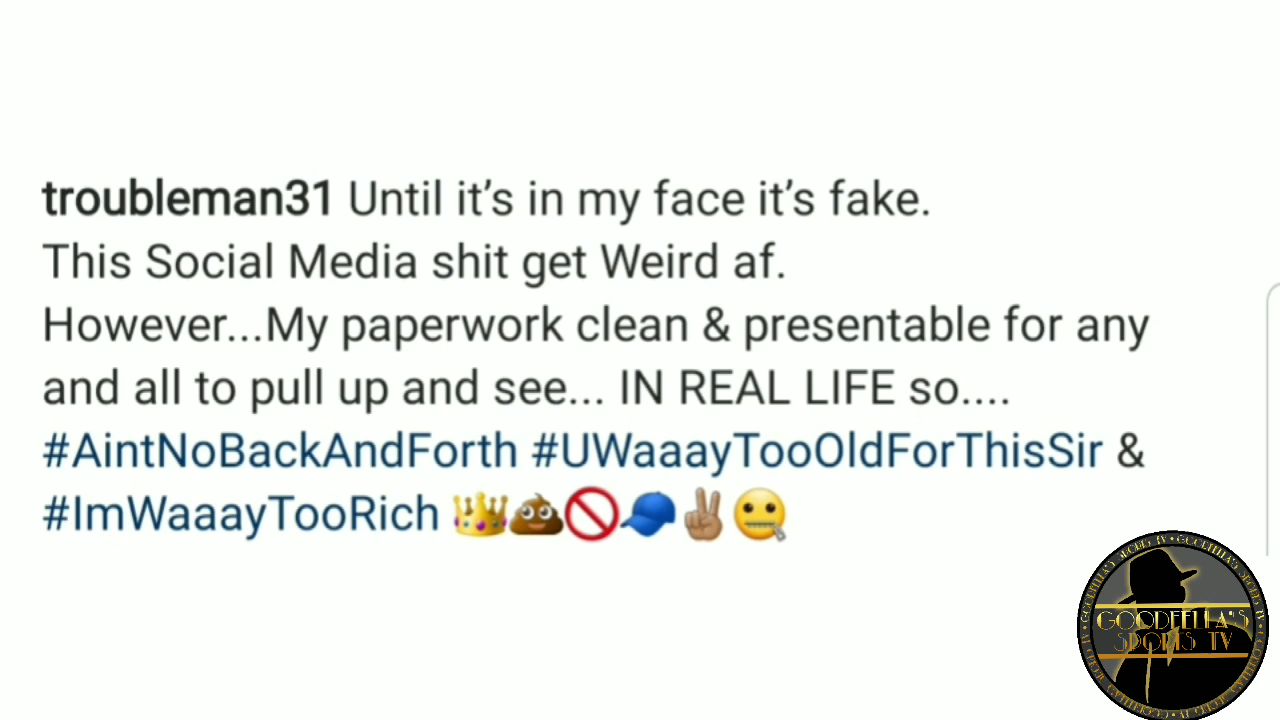 troubleman31 Until it's in my face it's fake.
This Social Media shit get Weird af.
However...My paperwork clean & presentable for any
and all to pull up and see... IN REAL LIFE so....
#AintNoBackAndForth #UWaaayTooOldForThisSir &
#ImWaaayTooRich 👑💩🚫🧢✌🏽🤐
GOODFELLA'S
SPORTS TV